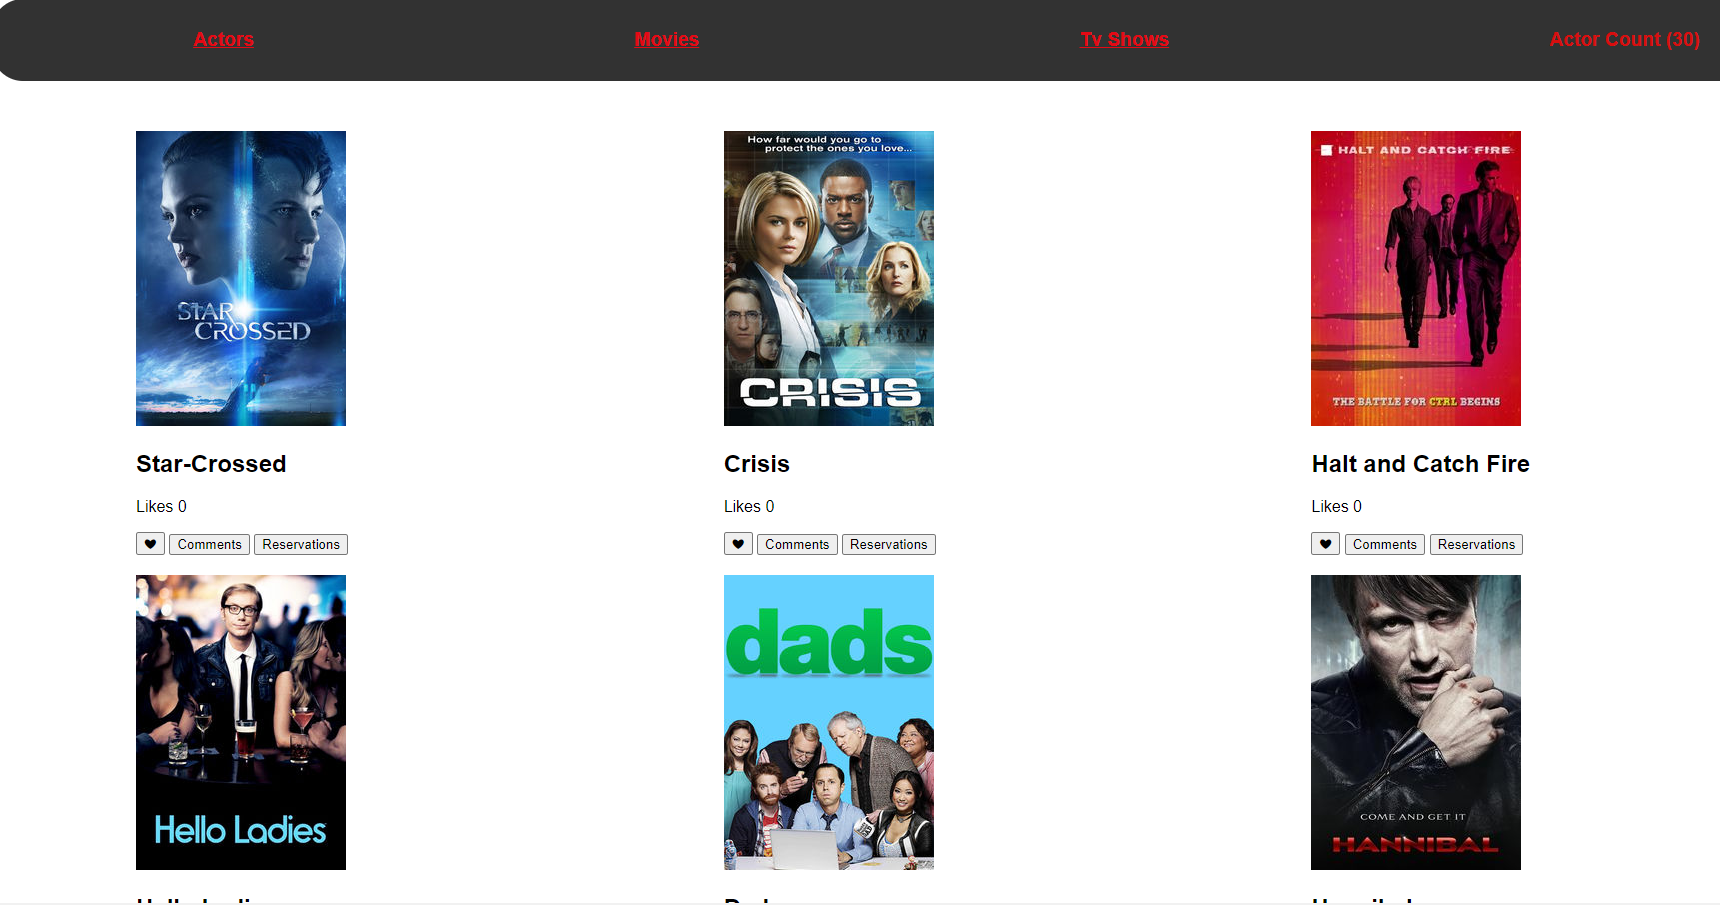 Actors Movies Tv Shows Actor Count (30)
How far would you go to
protect the ones you love...
HALT AND CATCH FIRE
STAR
CROSSED
CRISIS
THE BATTLE FOR CTRL BEGINS
Star-Crossed Crisis Halt and Catch Fire
Likes 0 Likes 0 Likes 0
♥ Comments Reservations ♥ Comments Reservations ♥ Comments Reservations
dads
COME AND GET IT
Hello Ladies
HANNIBAL